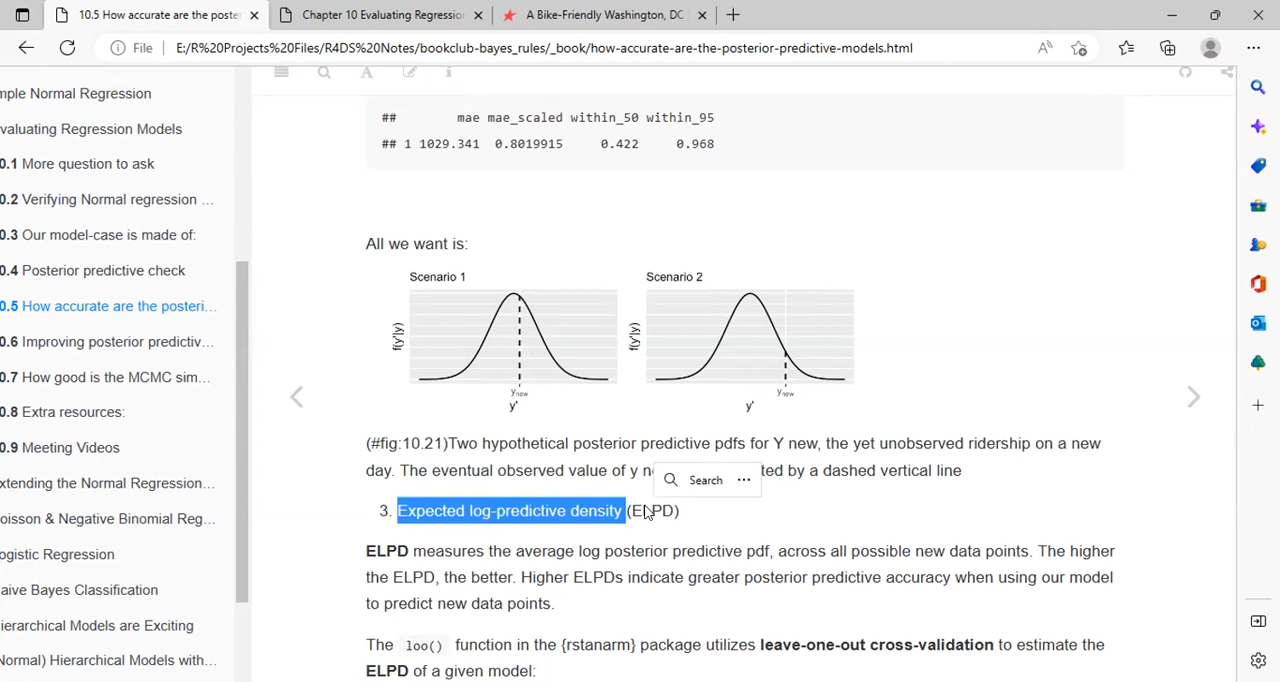 10.5 How accurate are the poste
Chapter 10 Evaluating Regressio
A Bike-Friendly Washington, DC
File
E:/R%20Projects%20Files/R4DS%20Notes/bookclub-bayes_rules/_book/how-accurate-are-the-posterior-predictive-models.html
mple Normal Regression
valuating Regression Models
0.1 More question to ask
0.2 Verifying Normal regression ...
0.3 Our model-case is made of:
0.4 Posterior predictive check
0.5 How accurate are the posteri...
0.6 Improving posterior predictiv...
0.7 How good is the MCMC sim...
0.8 Extra resources:
0.9 Meeting Videos
xtending the Normal Regression...
oisson & Negative Binomial Reg...
ogistic Regression
aive Bayes Classification
ierarchical Models are Exciting
Normal) Hierarchical Models with...
## mae mae_scaled within_50 within_95
## 1 1029.341 0.8019915 0.422 0.968
All we want is:
Scenario 1
f(y'|y)
ynew
y'
Scenario 2
f(y'|y)
ynew
y'
(#fig:10.21)Two hypothetical posterior predictive pdfs for Y new, the yet unobserved ridership on a new
day. The eventual observed value of y n ted by a dashed vertical line
Search ...
3. Expected log-predictive density (ELPD)
ELPD measures the average log posterior predictive pdf, across all possible new data points. The higher
the ELPD, the better. Higher ELPDs indicate greater posterior predictive accuracy when using our model
to predict new data points.
The loo() function in the {rstanarm} package utilizes leave-one-out cross-validation to estimate the
ELPD of a given model: